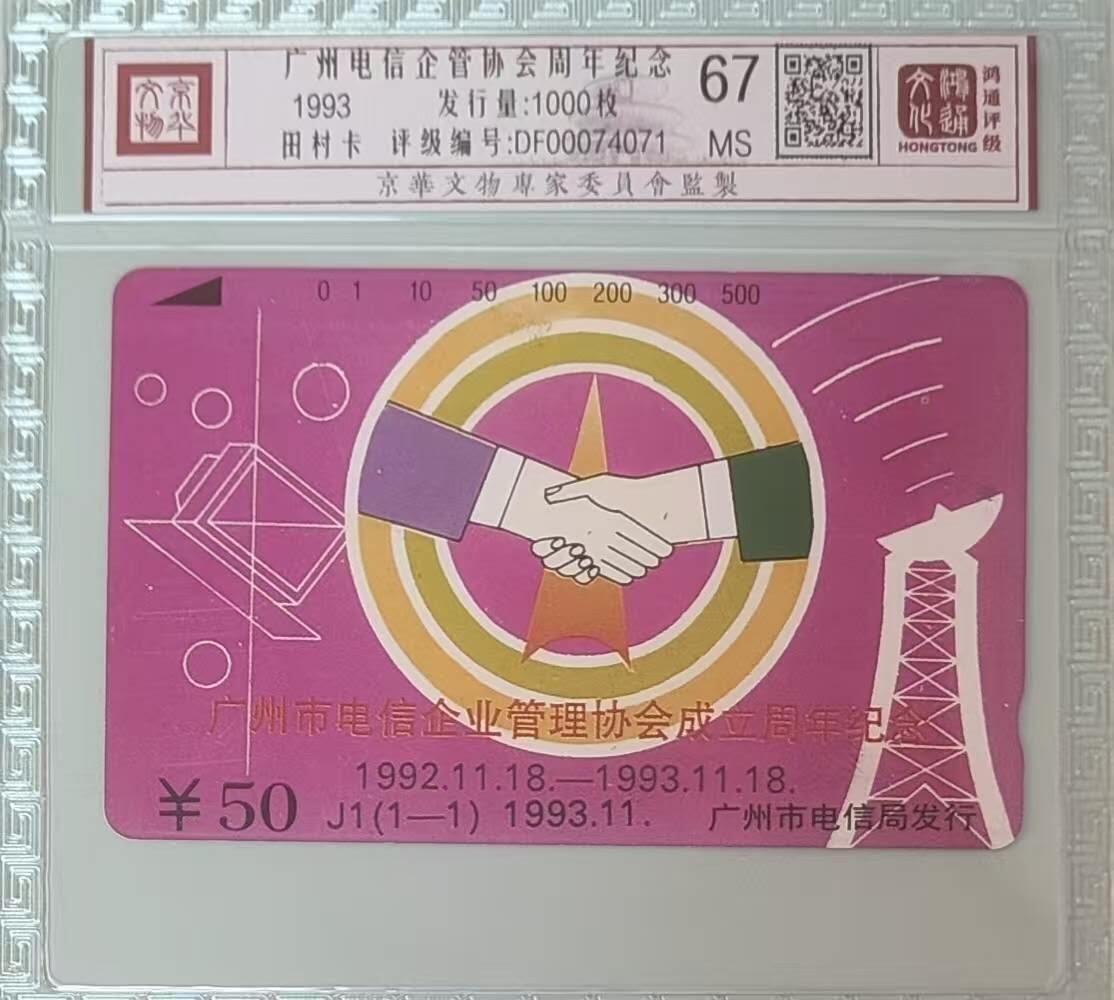 京华文物
广州电信企管协会周年纪念
1993 发行量:1000枚
田村卡 评级编号:DF00074071
67
MS
鸿通文化
HONGTONG
鸿通评级
京華文物專家委員會監製
0 1 10 50 100 200 300 500
广州市电信企业管理协会成立周年纪念
1992.11.18.—1993.11.18.
¥50
J1(1—1) 1993.11.
广州市电信局发行